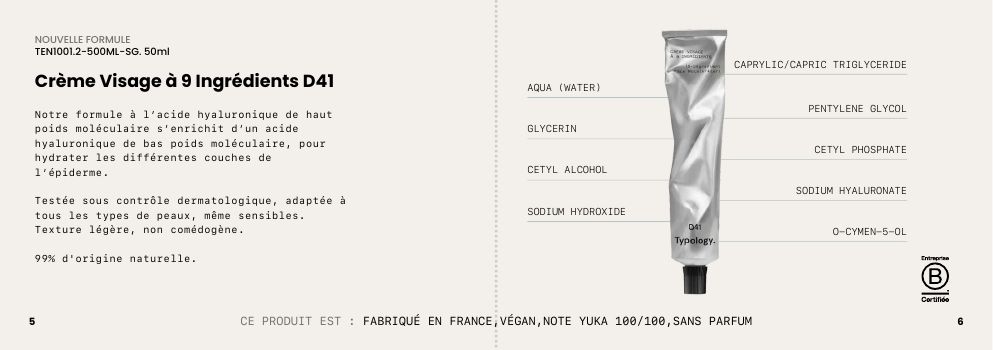 NOUVELLE FORMULE
TEN1001.2-500ML-SG. 50ml
Crème Visage à 9 Ingrédients D41
Notre formule à l'acide hyaluronique de haut
poids moléculaire s'enrichit d'un acide
hyaluronique de bas poids moléculaire, pour
hydrater les différentes couches de
l'épiderme.
Testée sous contrôle dermatologique, adaptée à
tous les types de peaux, même sensibles.
Texture légère, non comédogène.
99% d'origine naturelle.
5
AQUA (WATER)
GLYCERIN
CETYL ALCOHOL
SODIUM HYDROXIDE
CRÈME VISAGE
À 9 INGRÉDIENTS
D41
Typology.
CAPRYLIC/CAPRIC TRIGLYCERIDE
PENTYLENE GLYCOL
CETYL PHOSPHATE
SODIUM HYALURONATE
O-CYMEN-5-OL
Entreprise
B
Certifiée
CE PRODUIT EST : FABRIQUÉ EN FRANCE,VÉGAN,NOTE YUKA 100/100,SANS PARFUM
6